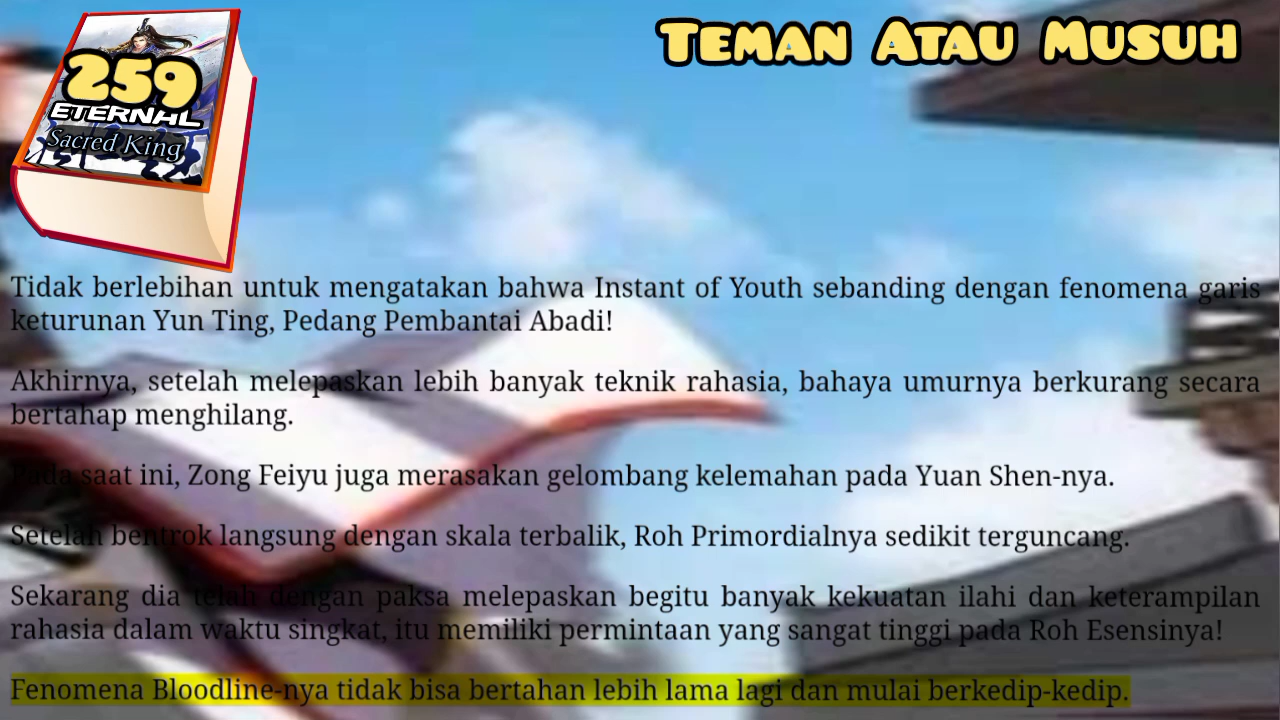 Teman Atau Musuh
259
ETERNAL
Sacred King
Tidak berlebihan untuk mengatakan bahwa Instant of Youth sebanding dengan fenomena garis
keturunan Yun Ting, Pedang Pembantai Abadi!
Akhirnya, setelah melepaskan lebih banyak teknik rahasia, bahaya umurnya berkurang secara
bertahap menghilang.
Pada saat ini, Zong Feiyu juga merasakan gelombang kelemahan pada Yuan Shen-nya.
Setelah bentrok langsung dengan skala terbalik, Roh Primordialnya sedikit terguncang.
Sekarang dia telah dengan paksa melepaskan begitu banyak kekuatan ilahi dan keterampilan
rahasia dalam waktu singkat, itu memiliki permintaan yang sangat tinggi pada Roh Esensinya!
Fenomena Bloodline-nya tidak bisa bertahan lebih lama lagi dan mulai berkedip-kedip.